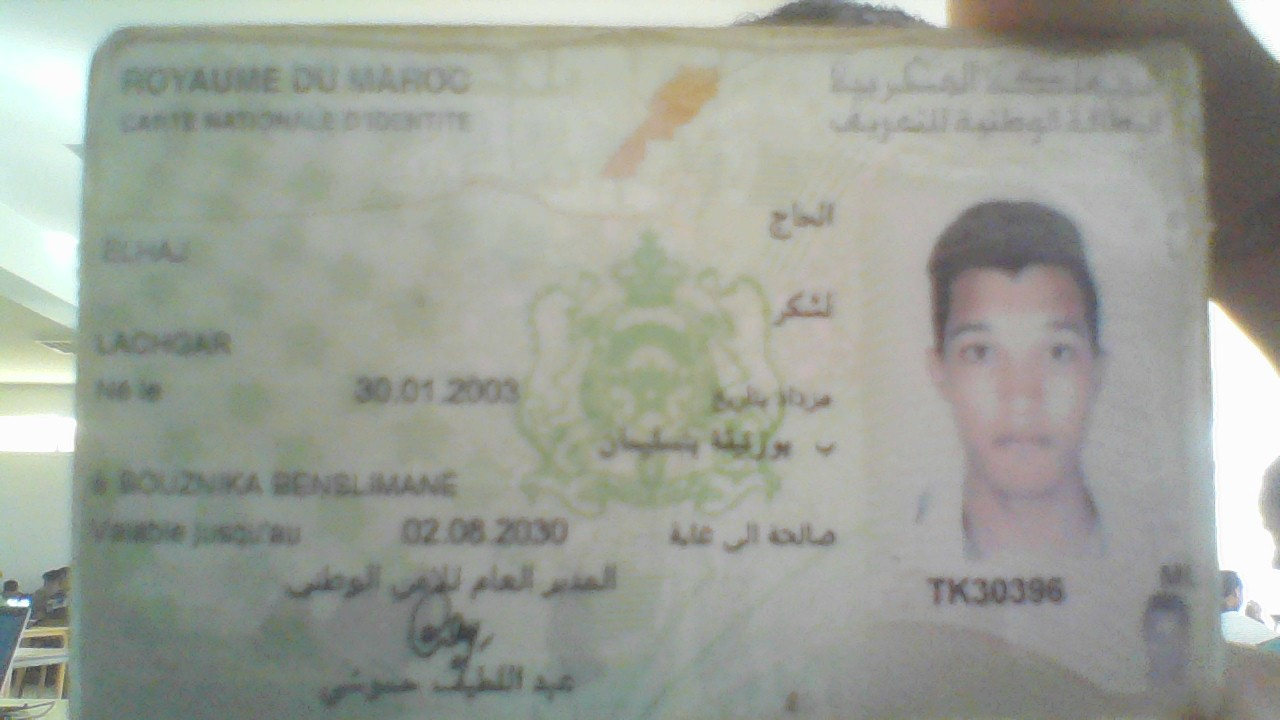 ROYAUME DU MAROC
المملكة المغربية
CARTE NATIONALE D'IDENTITE
البطاقة الوطنية للتعريف
الحاج
ELHAJ
لشكر
LACHGAR
Né le 30.01.2003 مزداد بتاريخ
ب بوزنيقة بنسليمان
à BOUZNIKA BENSLIMANE
Valable jusqu'au 02.08.2030 صالحة الى غاية
المدير العام للأمن الوطني
TK30396
عبد اللطيف حموشي